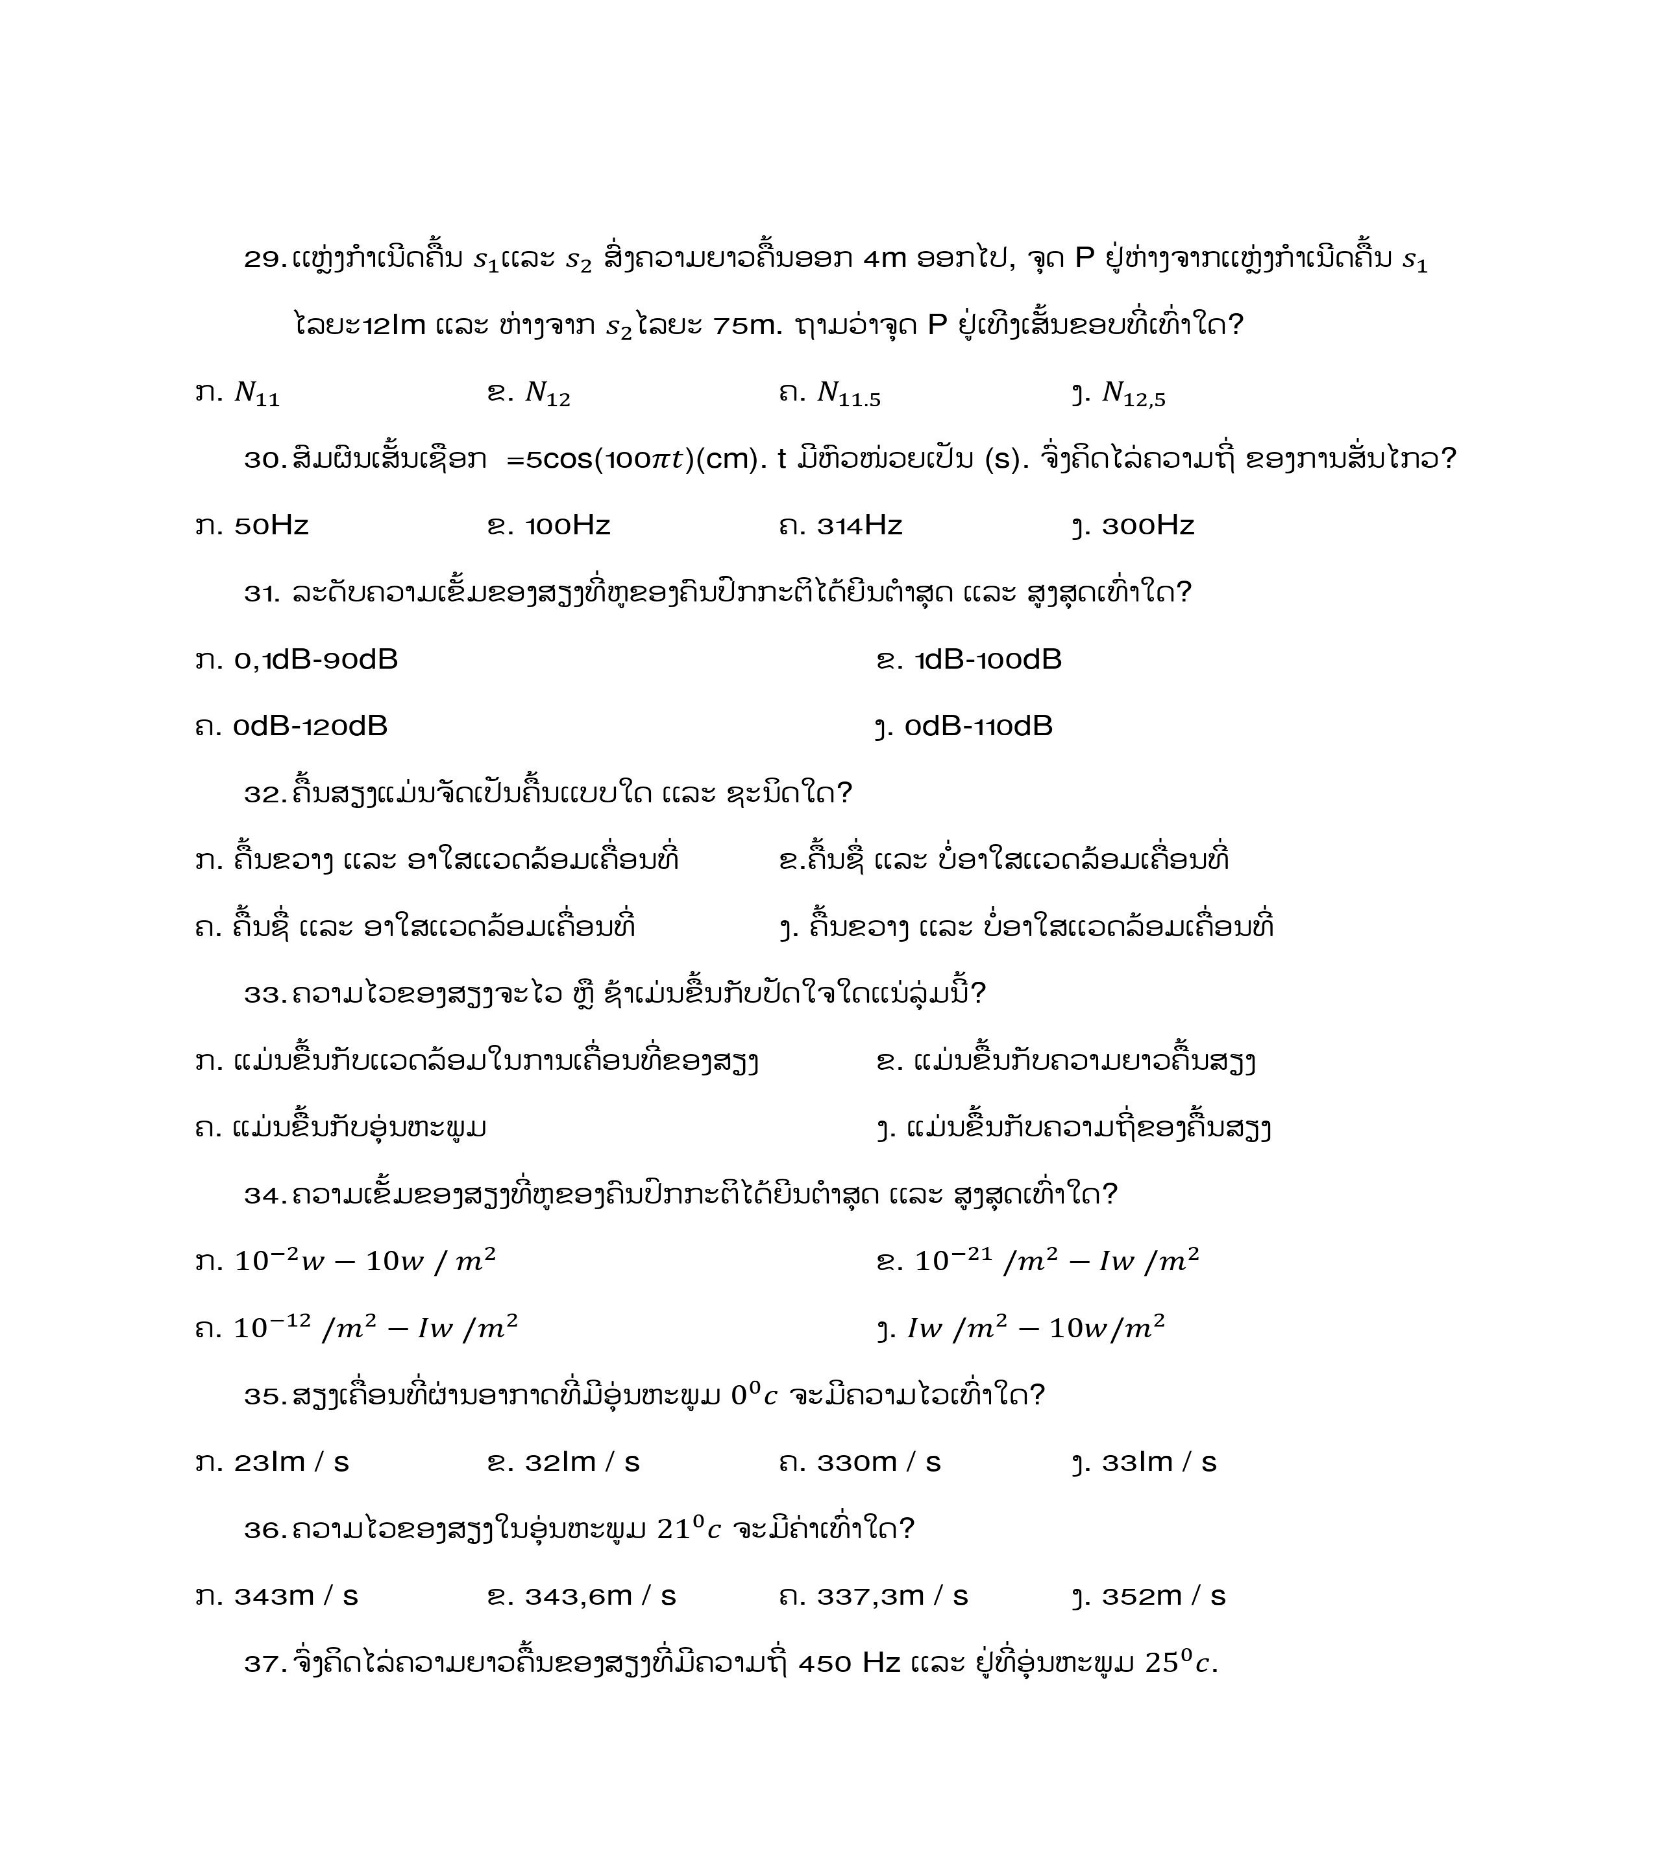 29. ແຫຼ່ງກຳເນີດຄື້ນ s₁ແລະ s₂ ສົ່ງຄວາມຍາວຄື້ນອອກ 4m ອອກໄປ, ຈຸດ P ຢູ່ຫ່າງຈາກແຫຼ່ງກຳເນີດຄື້ນ s₁
ໄລຍະ12lm ແລະ ຫ່າງຈາກ s₂ໄລຍະ 75m. ຖາມວ່າຈຸດ P ຢູ່ເທີງເສັ້ນຂອບທີ່ເທົ່າໃດ?
ກ. N₁₁ ຂ. N₁₂ ຄ. N₁₁.₅ ງ. N₁₂,₅
30. ສົມຜົນເສັ້ນເຊືອກ =5cos(100πt)(cm). t ມີຫົວໜ່ວຍເປັນ (s). ຈົ່ງຄິດໄລ່ຄວາມຖີ່ ຂອງການສັ່ນໄກວ?
ກ. 50Hz ຂ. 100Hz ຄ. 314Hz ງ. 300Hz
31. ລະດັບຄວາມເຂັ້ມຂອງສຽງທີ່ຫູຂອງຄົນປົກກະຕິໄດ້ຍິນຕໍາສຸດ ແລະ ສູງສຸດເທົ່າໃດ?
ກ. 0,1dB-90dB ຂ. 1dB-100dB
ຄ. 0dB-120dB ງ. 0dB-110dB
32. ຄື້ນສຽງແມ່ນຈັດເປັນຄື້ນແບບໃດ ແລະ ຊະນິດໃດ?
ກ. ຄື້ນຂວາງ ແລະ ອາໃສແວດລ້ອມເຄື່ອນທີ່ ຂ.ຄື້ນຊື່ ແລະ ບໍ່ອາໃສແວດລ້ອມເຄື່ອນທີ່
ຄ. ຄື້ນຊື່ ແລະ ອາໃສແວດລ້ອມເຄື່ອນທີ່ ງ. ຄື້ນຂວາງ ແລະ ບໍ່ອາໃສແວດລ້ອມເຄື່ອນທີ່
33. ຄວາມໄວຂອງສຽງຈະໄວ ຫຼື ຊ້າເມ່ນຂື້ນກັບປັດໃຈໃດແນ່ລຸ່ມນີ້?
ກ. ແມ່ນຂື້ນກັບແວດລ້ອມໃນການເຄື່ອນທີ່ຂອງສຽງ ຂ. ແມ່ນຂື້ນກັບຄວາມຍາວຄື້ນສຽງ
ຄ. ແມ່ນຂື້ນກັບອຸ່ນຫະພູມ ງ. ແມ່ນຂື້ນກັບຄວາມຖີ່ຂອງຄື້ນສຽງ
34. ຄວາມເຂັ້ມຂອງສຽງທີ່ຫູຂອງຄົນປົກກະຕິໄດ້ຍິນຕໍາສຸດ ແລະ ສູງສຸດເທົ່າໃດ?
ກ. 10⁻²w − 10w / m² ຂ. 10⁻²¹ /m² − Iw /m²
ຄ. 10⁻¹² /m² − Iw /m² ງ. Iw /m² − 10w/m²
35. ສຽງເຄື່ອນທີ່ຜ່ານອາກາດທີ່ມີອຸ່ນຫະພູມ 0⁰c ຈະມີຄວາມໄວເທົ່າໃດ?
ກ. 23lm / s ຂ. 32lm / s ຄ. 330m / s ງ. 33lm / s
36. ຄວາມໄວຂອງສຽງໃນອຸ່ນຫະພູມ 21⁰c ຈະມີຄ່າເທົ່າໃດ?
ກ. 343m / s ຂ. 343,6m / s ຄ. 337,3m / s ງ. 352m / s
37. ຈົ່ງຄິດໄລ່ຄວາມຍາວຄື້ນຂອງສຽງທີ່ມີຄວາມຖີ່ 450 Hz ແລະ ຢູ່ທີ່ອຸ່ນຫະພູມ 25⁰c.